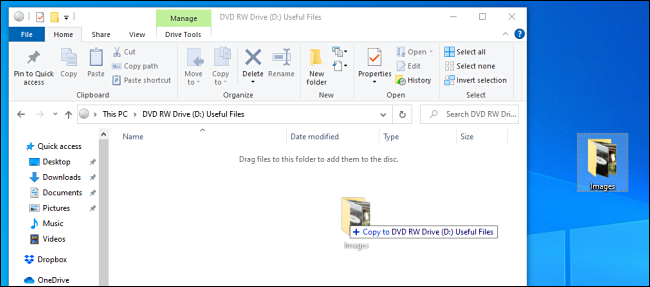 Manage
DVD RW Drive (D:) Useful Files
File
Home
Share
View
Drive Tools
Pin to Quick access
Copy
Paste
Cut
Copy path
Paste shortcut
Clipboard
Move to
Copy to
Delete
Rename
Organize
New folder
New
Properties
Open
Edit
History
Open
Select all
Select none
Invert selection
Select
This PC > DVD RW Drive (D:) Useful Files
Search DVD RW Dri...
Name
Date modified
Type
Size
Quick access
Desktop
Downloads
Documents
Pictures
Music
Videos
Dropbox
OneDrive
Drag files to this folder to add them to the disc.
Images
+ Copy to DVD RW Drive (D:) Useful Files
Images